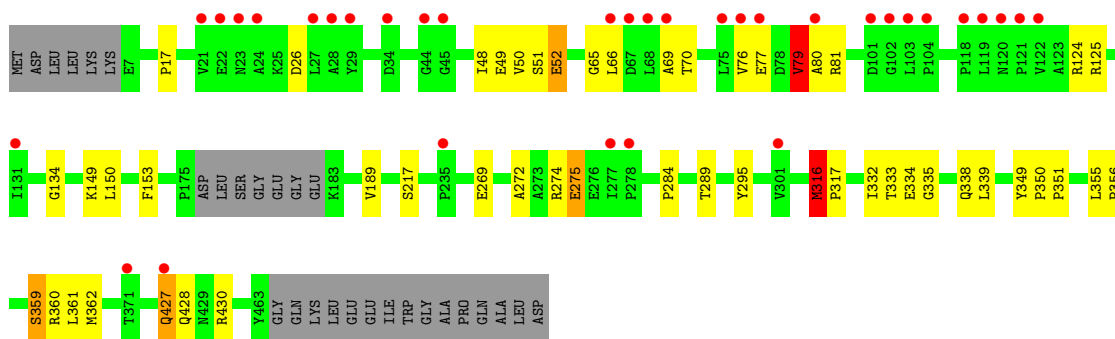 MET ASP LEU LEU LYS LYS E7 P17 V21 E22 N23 A24 K25 D26 L27 A28 Y29 D34 G44 G45 I48 E49 V50 S51 E52 G65 L66 D67 L68 A69 T70 L75 V76 E77 D78 V79 A80 R81 D101 G102 L103 P104 P118 L119 N120 P121 V122 A123 R124 R125
I131 G134 K149 L150 F153 P175 ASP LEU SER GLY GLU GLY GLU K183 V189 S217 P235 E269 A272 A273 R274 E275 E276 I277 P278 P284 T289 Y295 V301 M316 P317 I332 T333 E334 G335 Q338 L339 Y349 P350 P351 L355
S359 R360 L361 M362 T371 Q427 Q428 N429 R430 Y463 GLY GLN LYS LEU GLU GLU ILE TRP GLY ALA PRO GLN ALA LEU ASP